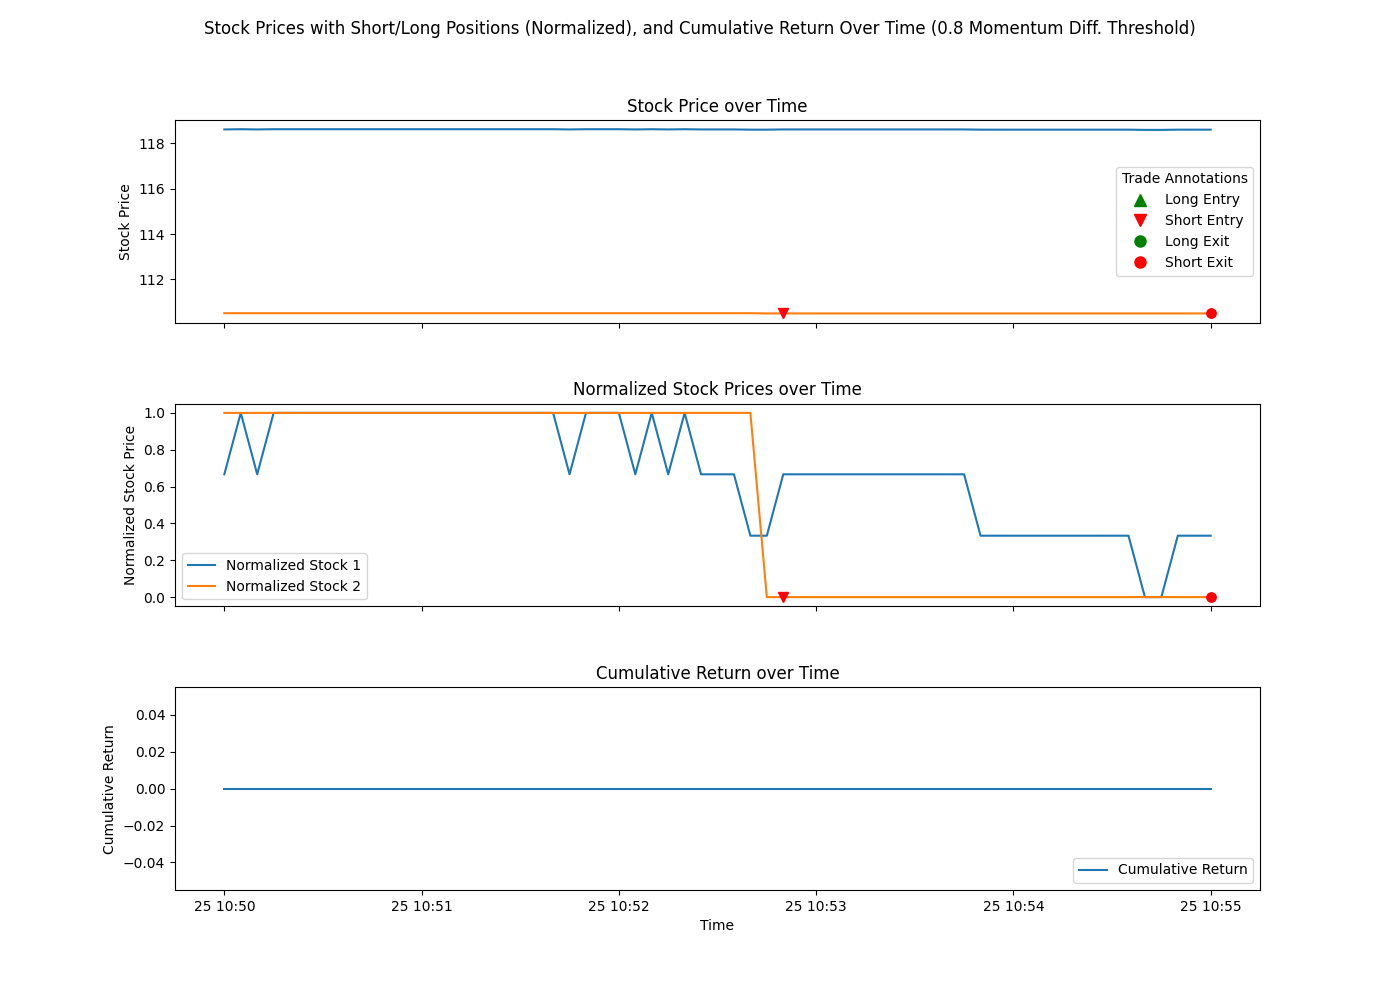 Stock Prices with Short/Long Positions (Normalized), and Cumulative Return Over Time (0.8 Momentum Diff. Threshold)
Stock Price over Time
Stock Price
118
116
114
112
Trade Annotations
Long Entry
Short Entry
Long Exit
Short Exit
Normalized Stock Prices over Time
Normalized Stock Price
1.0
0.8
0.6
0.4
0.2
0.0
Normalized Stock 1
Normalized Stock 2
Cumulative Return over Time
Cumulative Return
0.04
0.02
0.00
−0.02
−0.04
Cumulative Return
25 10:50
25 10:51
25 10:52
25 10:53
25 10:54
25 10:55
Time